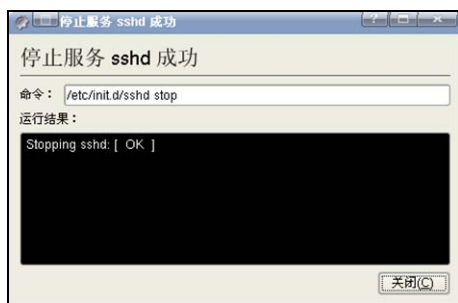 停止服务 sshd 成功
停止服务 sshd 成功
命令： /etc/init.d/sshd stop
运行结果：
Stopping sshd: [ OK ]
关闭(C)